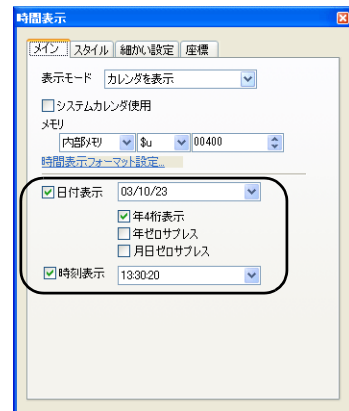 時間表示
メイン スタイル 細かい設定 座標
表示モード カレンダを表示
システムカレンダ使用
メモリ
内部メモリ $u 00400
時間表示フォーマット設定...
日付表示 03/10/23
年4桁表示
年ゼロサプレス
月日ゼロサプレス
時刻表示 13:30:20